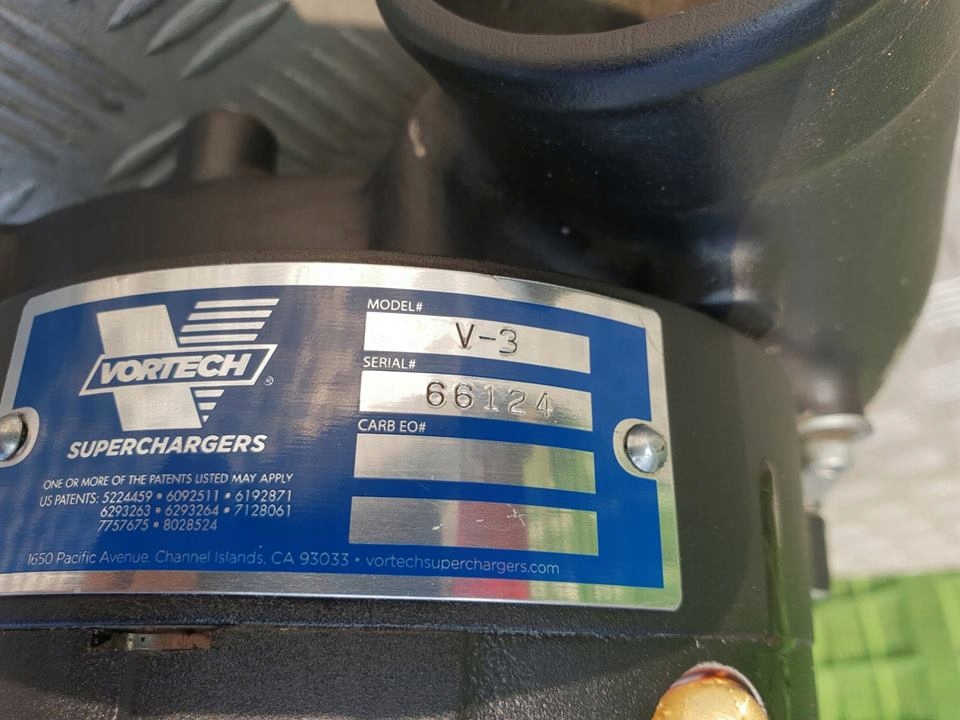 VORTECH
®
SUPERCHARGERS
ONE OR MORE OF THE PATENTS LISTED MAY APPLY
US PATENTS: 5224459 • 6092511 • 6192871
6293263 • 6293264 • 7128061
7757675 • 8028524
MODEL#
V-3
SERIAL#
66124
CARB EO#
1650 Pacific Avenue. Channel Islands, CA 93033 • vortechsuperchargers.com